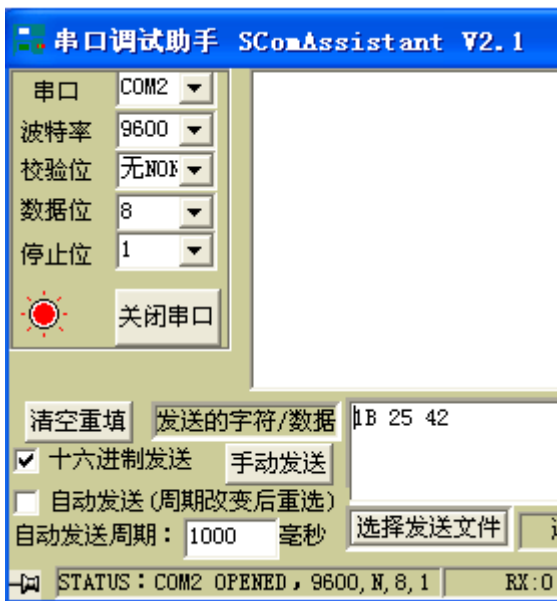 串口调试助手 SComAssistant V2.1
串口 COM2
波特率 9600
校验位 无NON
数据位 8
停止位 1
关闭串口
清空重填 发送的字符/数据 1B 25 42
十六进制发送 手动发送
自动发送(周期改变后重选)
自动发送周期: 1000 毫秒 选择发送文件
STATUS:COM2 OPENED,9600,N,8,1 RX:0